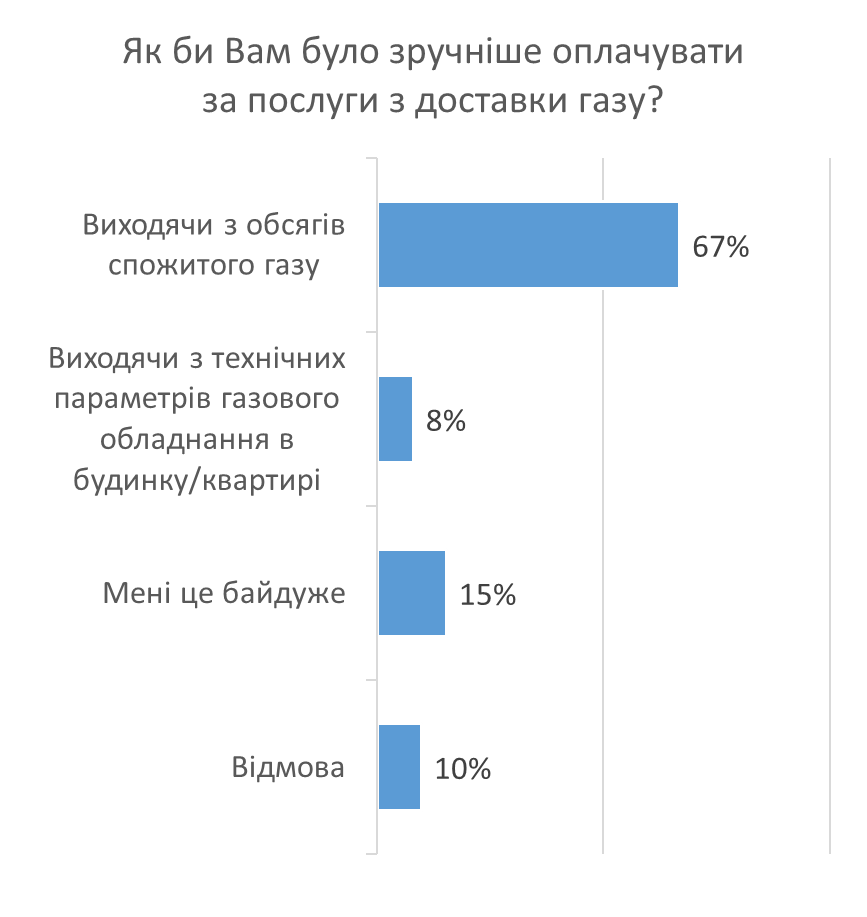 Як би Вам було зручніше оплачувати
за послуги з доставки газу?
Виходячи з обсягів
спожитого газу
67%
Виходячи з технічних
параметрів газового
обладнання в
будинку/квартирі
8%
Мені це байдуже
15%
Відмова
10%